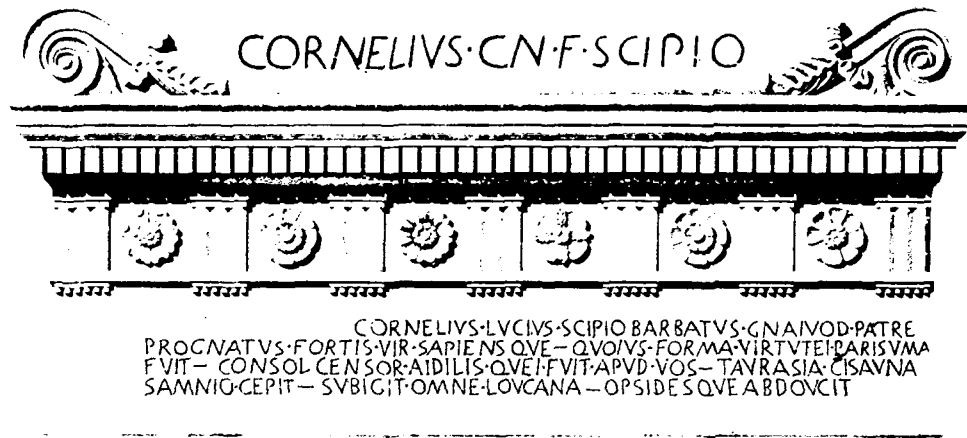 CORNELIVS·CN·F·SCIPIO
CORNELIVS·LVCIVS·SCIPIO BARBATVS·GNAIVOD·PATRE
PROGNATVS·FORTIS·VIR·SAPIENSQVE—QVOIVS·FORMA·VIRTVTEI·PARISVMA
FVIT—CONSOL CENSOR·AIDILIS·QVEI·FVIT·APVD·VOS—TAVRASIA·CISAVNA
SAMNIO·CEPIT—SVBIGIT·OMNE·LOVCANA—OPSIDESQVE ABDOVCIT